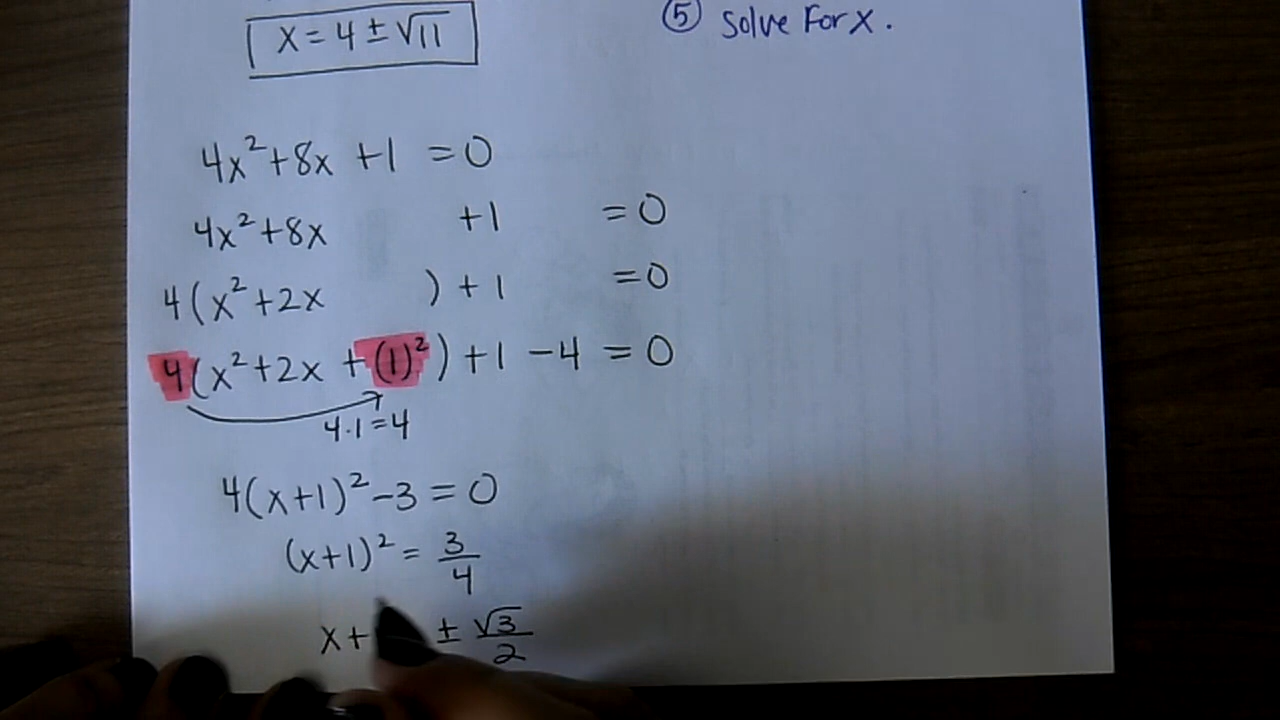 x = 4 ± √11
⑤ Solve For x.
4x² + 8x + 1 = 0
4x² + 8x + 1 = 0
4(x² + 2x ) + 1 = 0
4(x² + 2x + (1)²) + 1 - 4 = 0
4·1 = 4
4(x+1)² - 3 = 0
(x+1)² = 3/4
x + ± √3/2